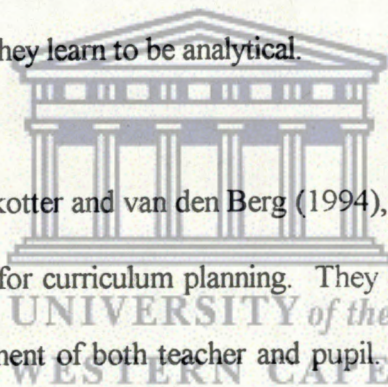 hey learn to be analytical.
kotter and van den Berg (1994),
for curriculum planning. They
UNIVERSITY of the
ment of both teacher and pupil.
WESTERN CAPE